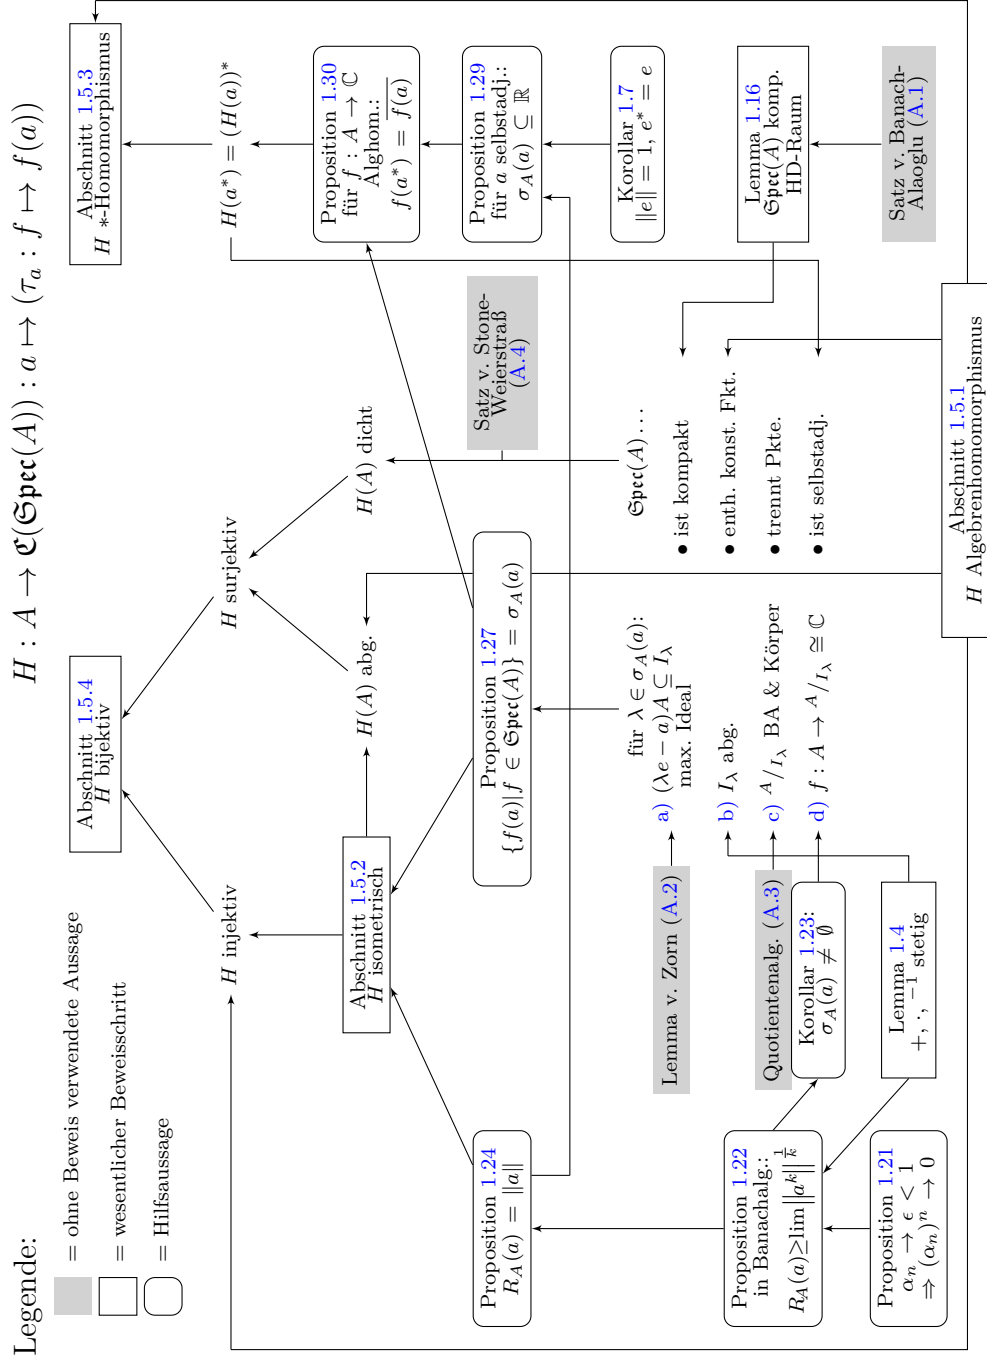 Legende:
= ohne Beweis verwendete Aussage
= wesentlicher Beweisschritt
= Hilfsaussage
H : A → ℭ(𝔖𝔭𝔢𝔠(A)) : a ↦ (τ_a : f ↦ f(a))
Abschnitt 1.5.4
H bijektiv
Abschnitt 1.5.3
H *-Homomorphismus
H injektiv
H surjektiv
H(a*) = (H(a))*
Abschnitt 1.5.2
H isometrisch
H(A) abg.
H(A) dicht
Proposition 1.30
für f : A → ℂ
Alghom.:
f(a*) = \overline{f(a)}
Proposition 1.24
R_A(a) = ‖a‖
Proposition 1.27
{f(a)|f ∈ 𝔖𝔭𝔢𝔠(A)} = σ_A(a)
Satz v. Stone-
Weierstraß
(A.4)
Proposition 1.29
für a selbstadj.:
σ_A(a) ⊆ ℝ
Korollar 1.7
‖e‖ = 1, e* = e
Lemma v. Zorn (A.2)
für λ ∈ σ_A(a):
a) (λe − a)A ⊆ I_λ
max. Ideal
b) I_λ abg.
c) A/I_λ BA & Körper
d) f : A → A/I_λ ≅ ℂ
𝔖𝔭𝔢𝔠(A) …
• ist kompakt
• enth. konst. Fkt.
• trennt Pkte.
• ist selbstadj.
Lemma 1.16
𝔖𝔭𝔢𝔠(A) komp.
HD-Raum
Proposition 1.22
in Banachalg.:
R_A(a) ≥ lim ‖a^k‖^{1/k}
Quotientenalg. (A.3)
Korollar 1.23:
σ_A(a) ≠ ∅
Proposition 1.21
α_n → ϵ < 1
⇒ (α_n)^n → 0
Lemma 1.4
+, ·, ^{−1} stetig
Satz v. Banach-
Alaoglu (A.1)
Abschnitt 1.5.1
H Algebrenhomomorphismus